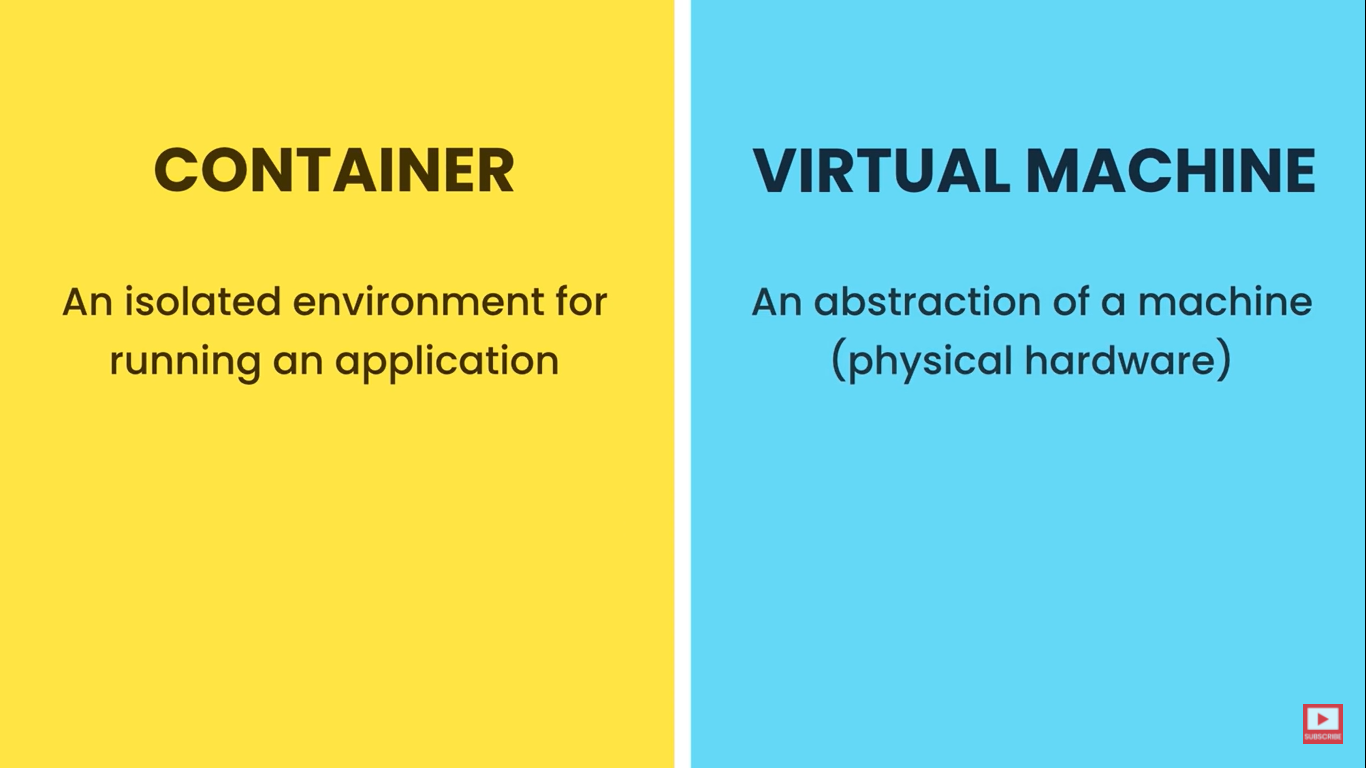 CONTAINER
An isolated environment for
running an application
VIRTUAL MACHINE
An abstraction of a machine
(physical hardware)
SUBSCRIBE